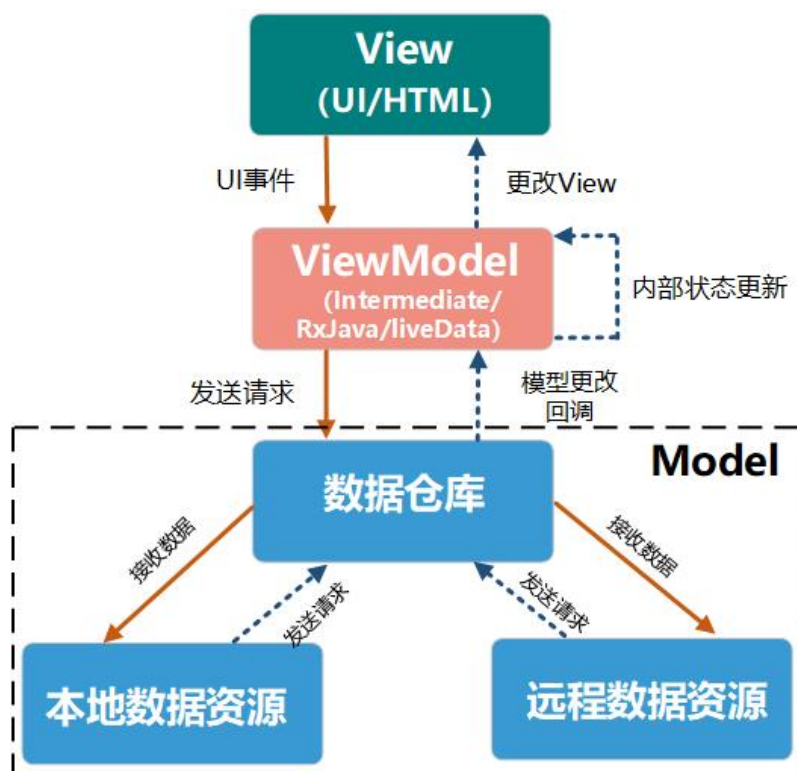 View
(UI/HTML)
UI事件
更改View
ViewModel
(Intermediate/
RxJava/liveData)
内部状态更新
发送请求
模型更改
回调
Model
数据仓库
接收数据
接收数据
发送请求
发送请求
本地数据资源
远程数据资源